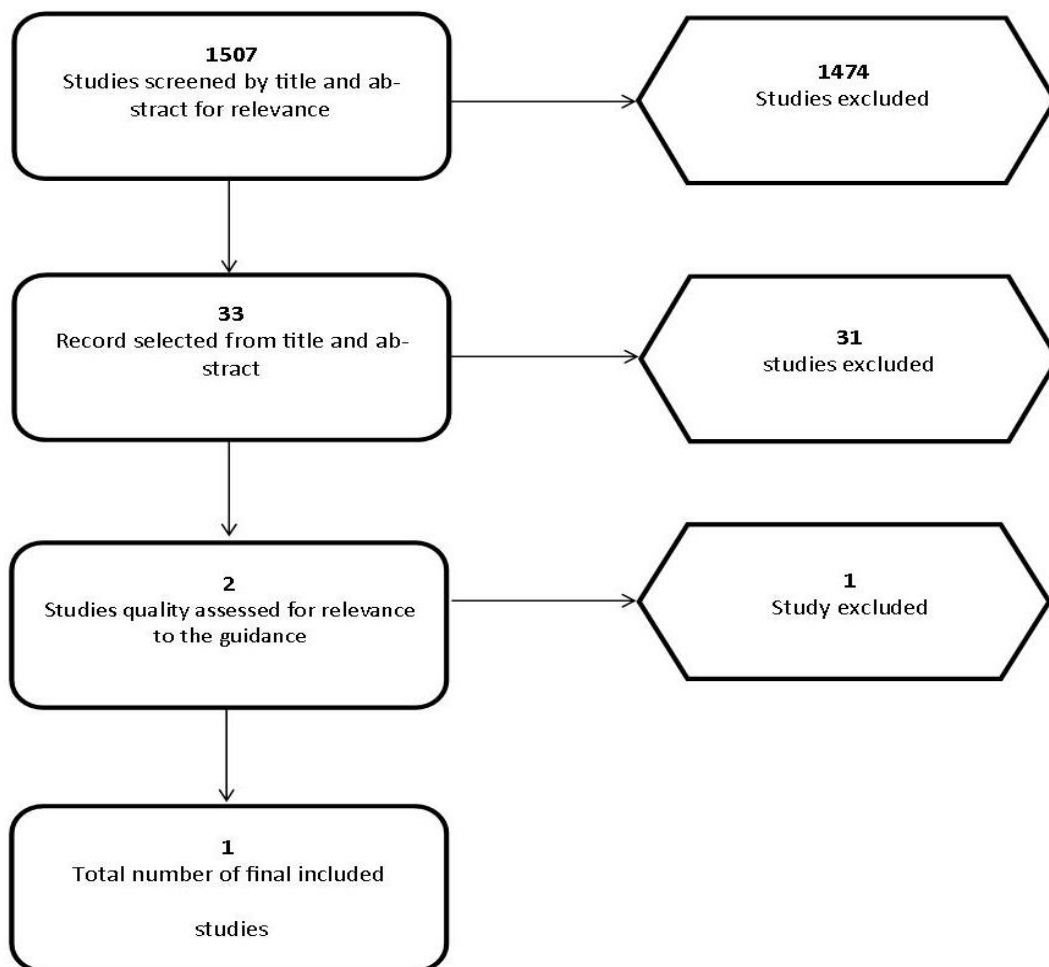 1507
Studies screened by title and ab-
stract for relevance
1474
Studies excluded
33
Record selected from title and ab-
stract
31
studies excluded
2
Studies quality assessed for relevance
to the guidance
1
Study excluded
1
Total number of final included
studies